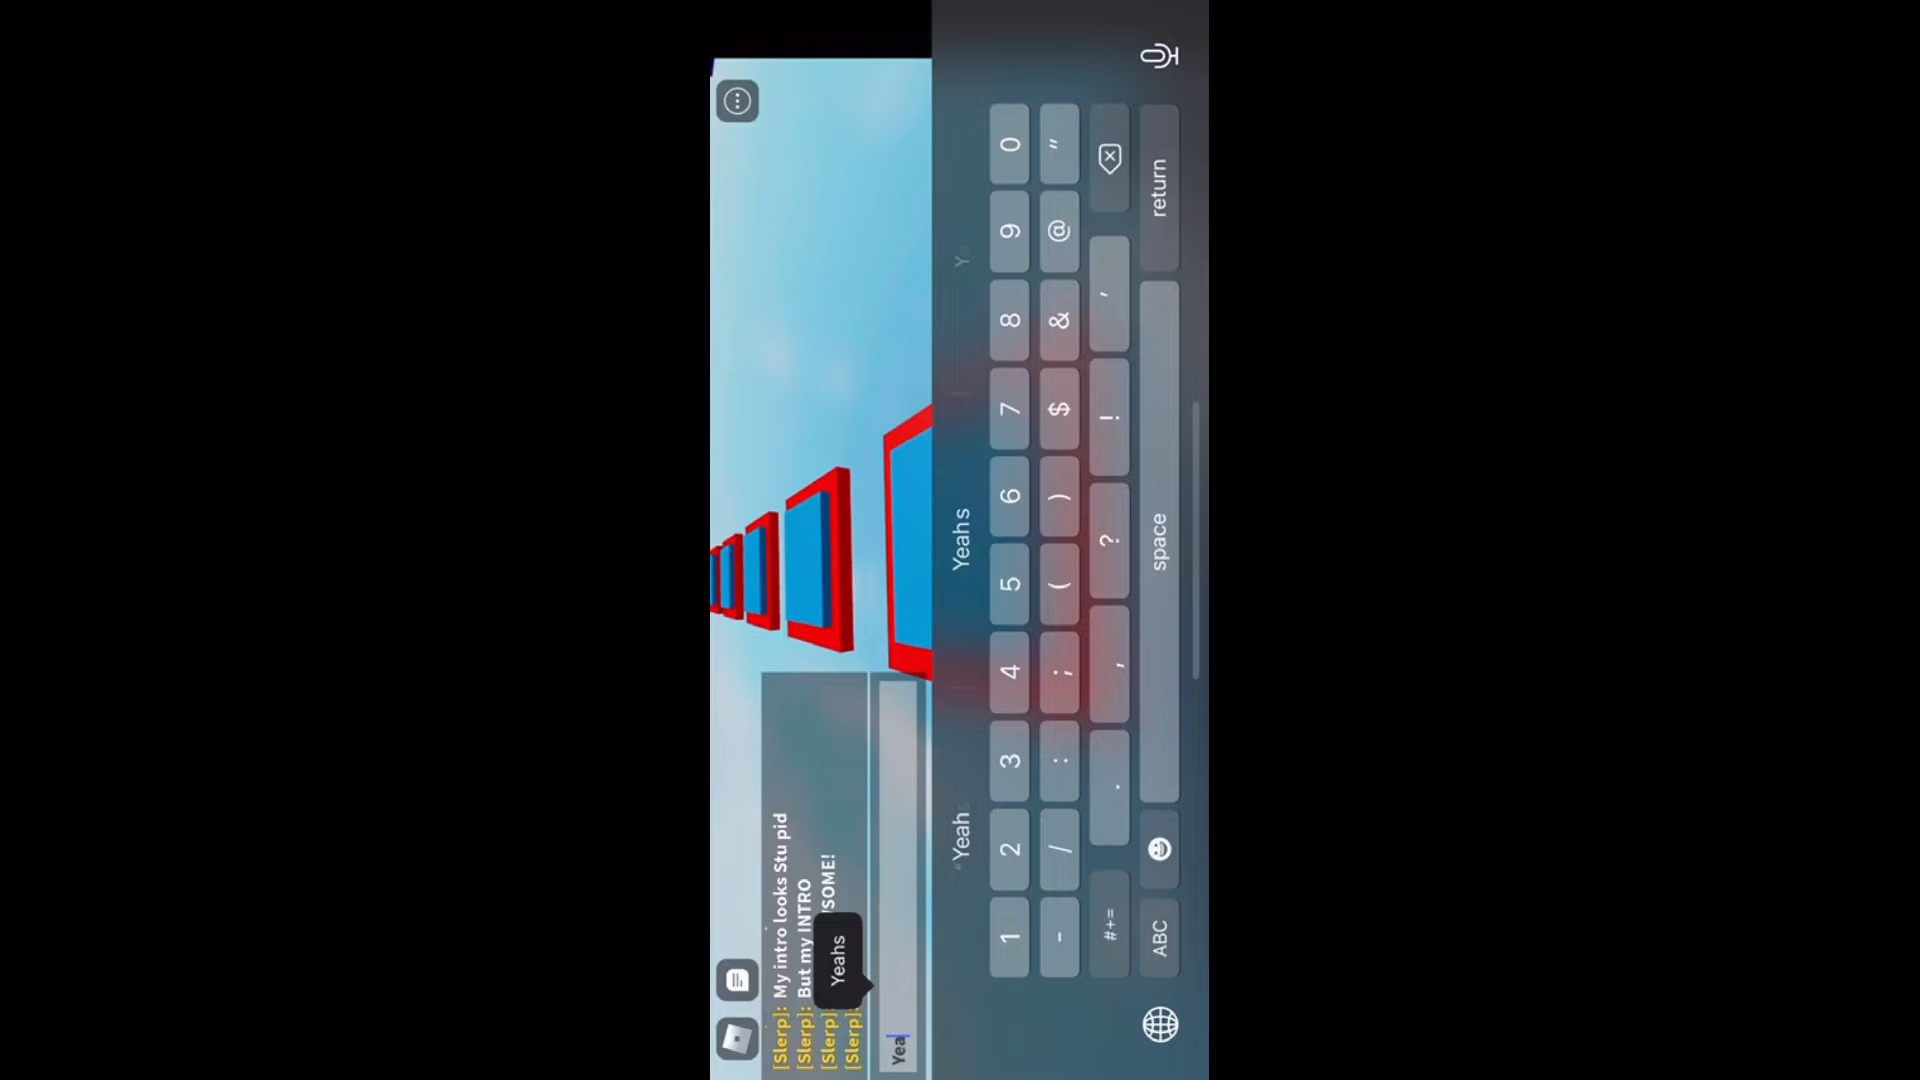 [Slerp]: My intro looks Stu pid
[Slerp]: But my INTRO
[Slerp]:
[Slerp]:
Yeahs
Yea
"Yeah
Yeahs
1 2 3 4 5 6 7 8 9 0
- / : ; ( ) $ & @ "
#+= . , ? ! '
ABC space return